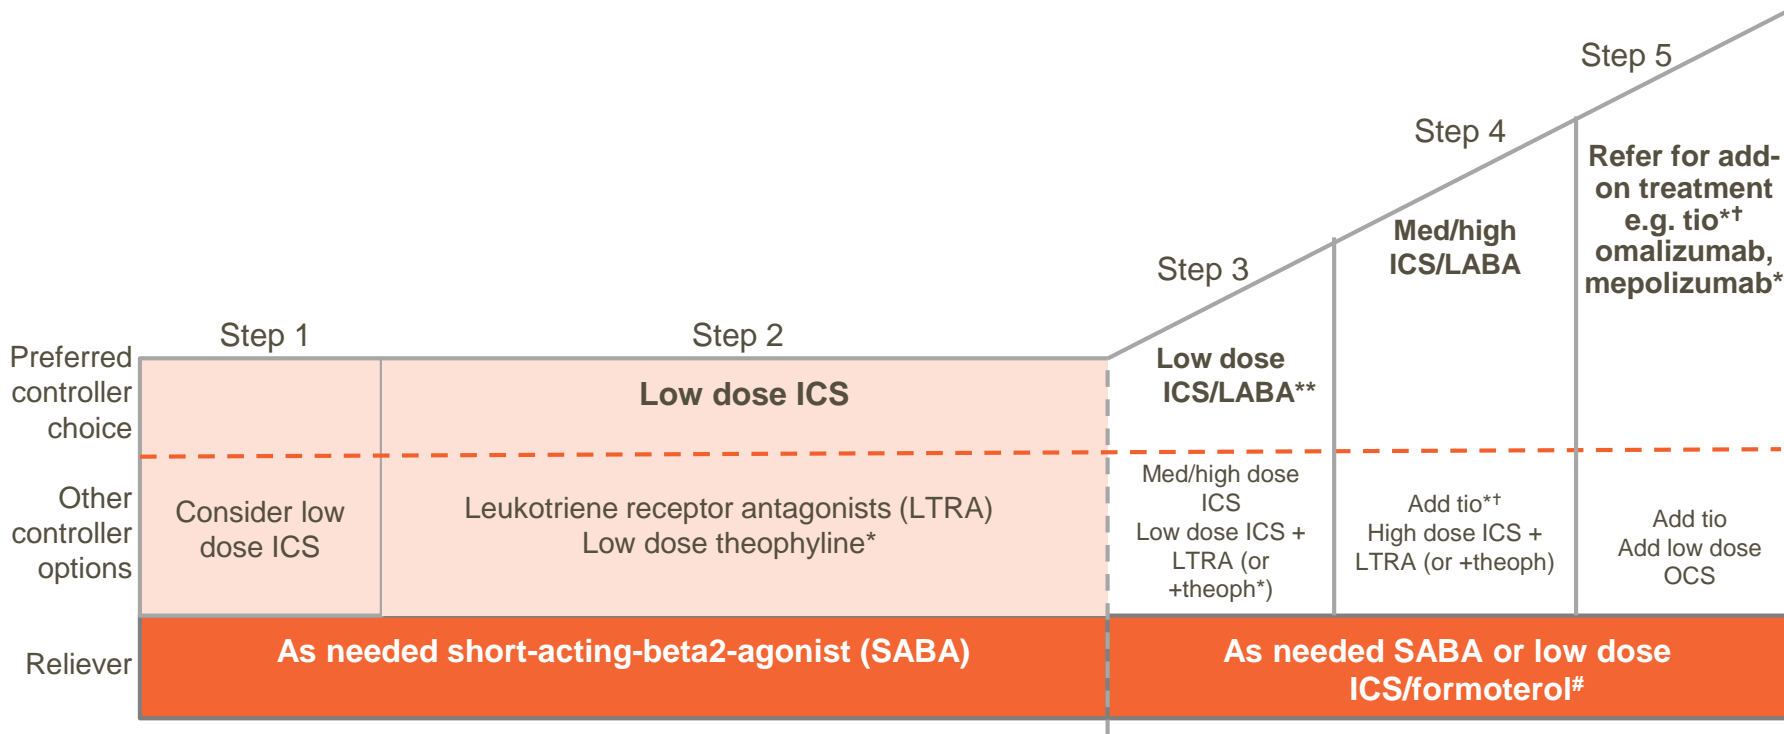 Step 5
Step 4
Step 3
Step 1
Step 2
Preferred
controller
choice
Low dose ICS
Low dose
ICS/LABA**
Med/high
ICS/LABA
Refer for add-
on treatment
e.g. tio*†
omalizumab,
mepolizumab*
Other
controller
options
Consider low
dose ICS
Leukotriene receptor antagonists (LTRA)
Low dose theophyline*
Med/high dose
ICS
Low dose ICS +
LTRA (or
+theoph*)
Add tio*†
High dose ICS +
LTRA (or +theoph)
Add tio
Add low dose
OCS
Reliever
As needed short-acting-beta2-agonist (SABA)
As needed SABA or low dose
ICS/formoterol#